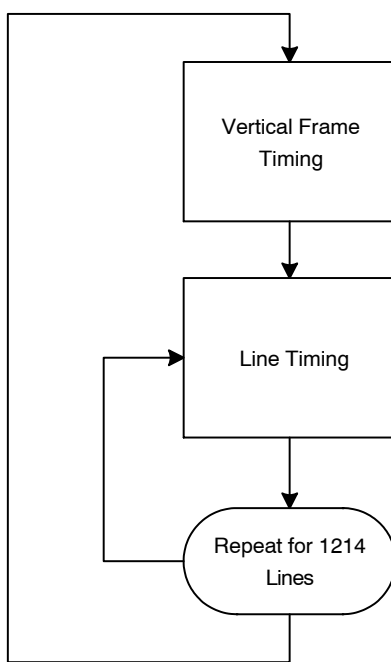 Vertical Frame
Timing
Line Timing
Repeat for 1214
Lines